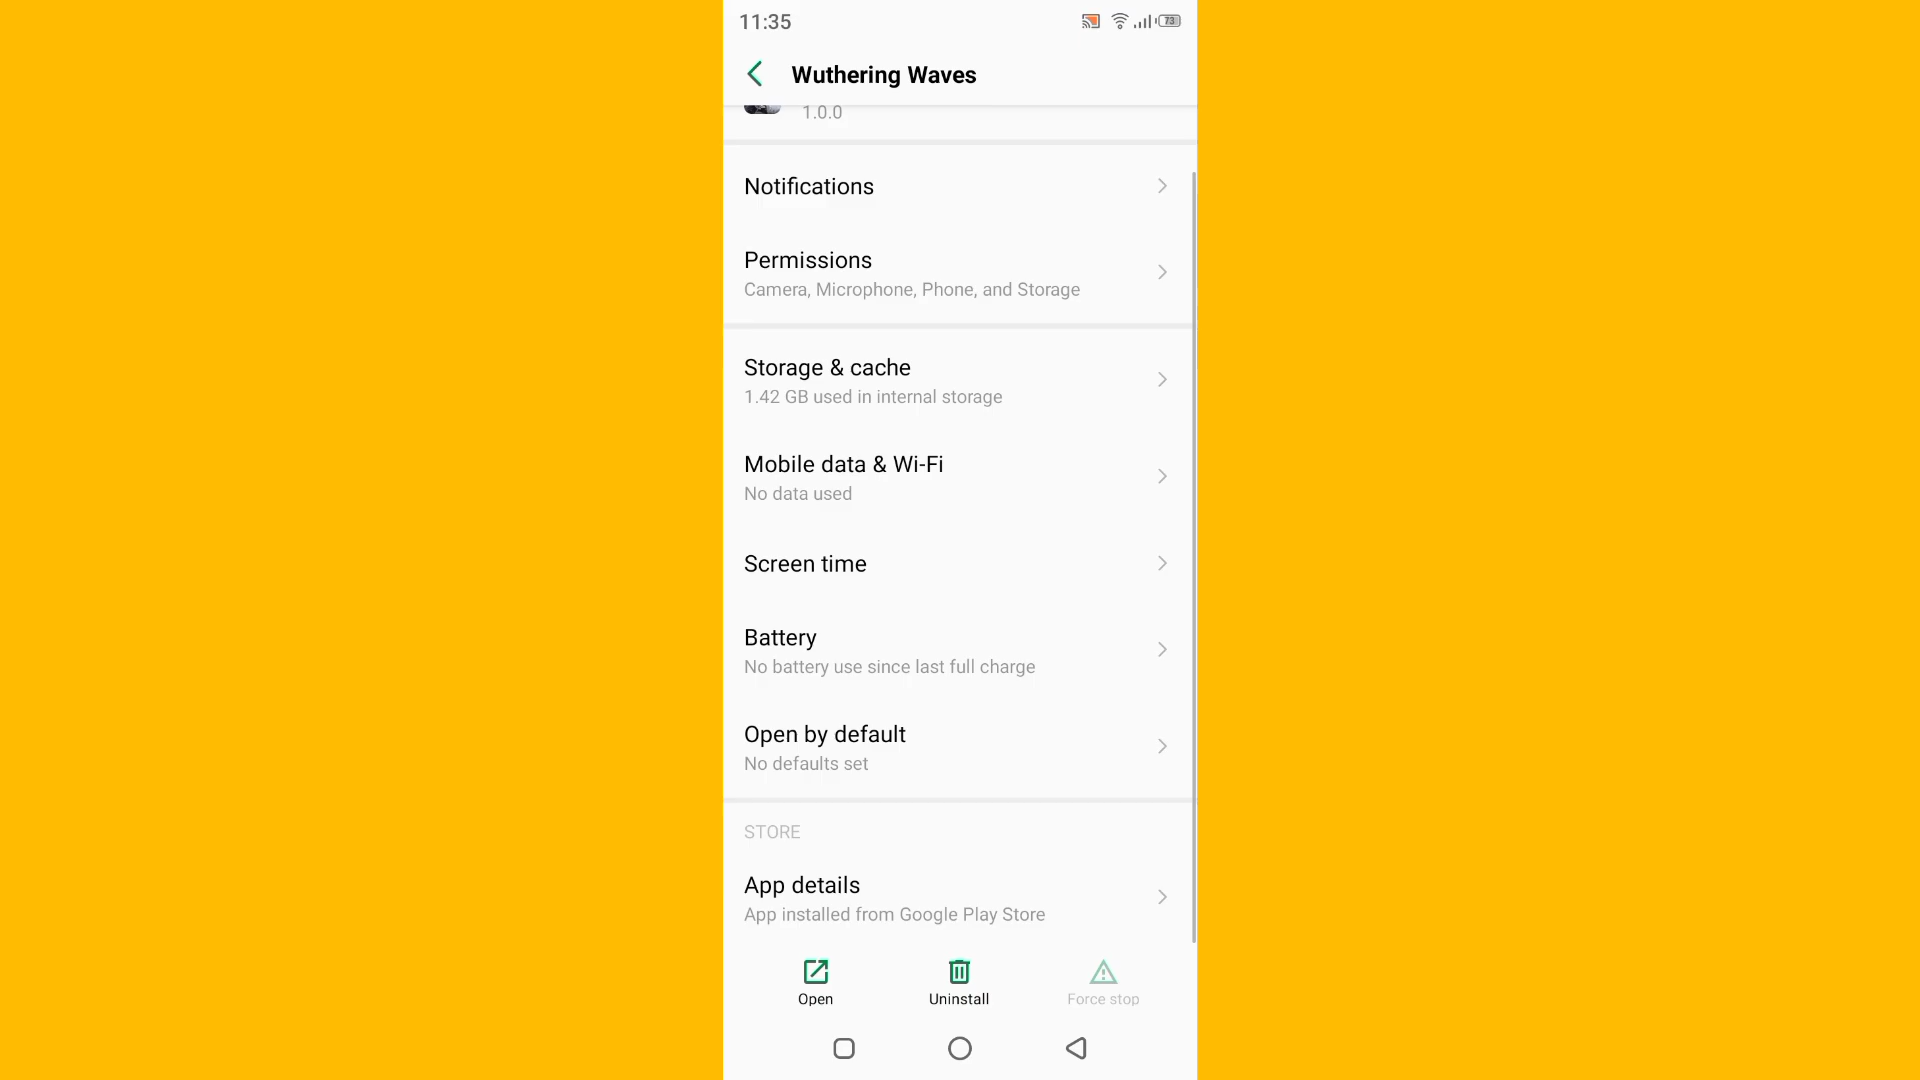 11:35
73
Wuthering Waves
1.0.0
Notifications
Permissions
Camera, Microphone, Phone, and Storage
Storage & cache
1.42 GB used in internal storage
Mobile data & Wi-Fi
No data used
Screen time
Battery
No battery use since last full charge
Open by default
No defaults set
STORE
App details
App installed from Google Play Store
Open
Uninstall
Force stop